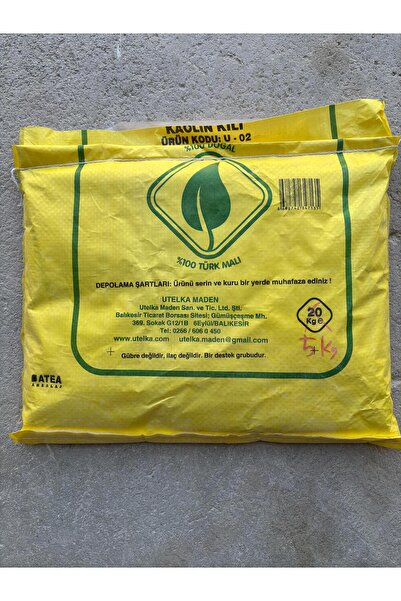 KAOLİN KİLİ
ÜRÜN KODU: U - 02
%100 DOĞAL
%100 TÜRK MALI
DEPOLAMA ŞARTLARI: Ürünü serin ve kuru bir yerde muhafaza ediniz !
UTELKA MADEN
Utelka Maden San. ve Tic. Ltd. Şti.
Balıkesir Ticaret Borsası Sitesi; Gümüşçeşme Mh.
369. Sokak G12/1B 6Eylül/BALIKESİR
Tel: 0266 / 606 0 450
www.utelka.com utelka.maden@gmail.com
Gübre değildir, ilaç değildir. Bir destek grubudur.
20
Kg e
5 Kg
ATEA
AMBALAJ